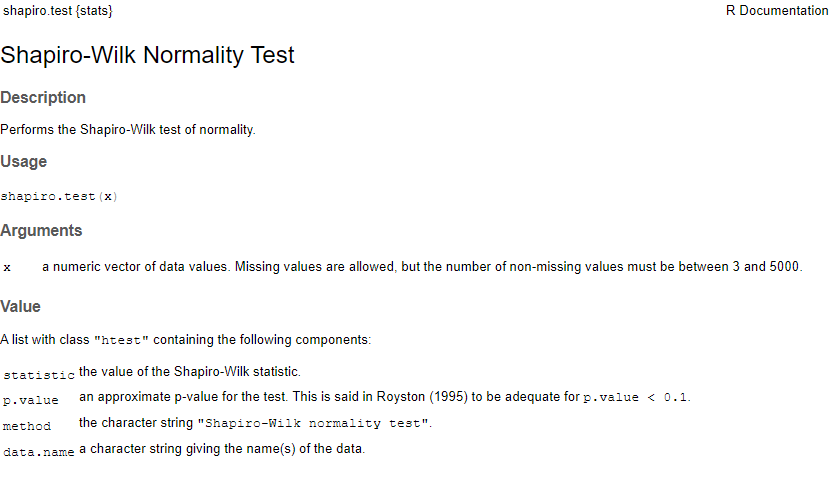 shapiro.test {stats} R Documentation
Shapiro-Wilk Normality Test
Description
Performs the Shapiro-Wilk test of normality.
Usage
shapiro.test(x)
Arguments
x a numeric vector of data values. Missing values are allowed, but the number of non-missing values must be between 3 and 5000.
Value
A list with class "htest" containing the following components:
statistic the value of the Shapiro-Wilk statistic.
p.value an approximate p-value for the test. This is said in Royston (1995) to be adequate for p.value < 0.1.
method the character string "Shapiro-Wilk normality test".
data.name a character string giving the name(s) of the data.